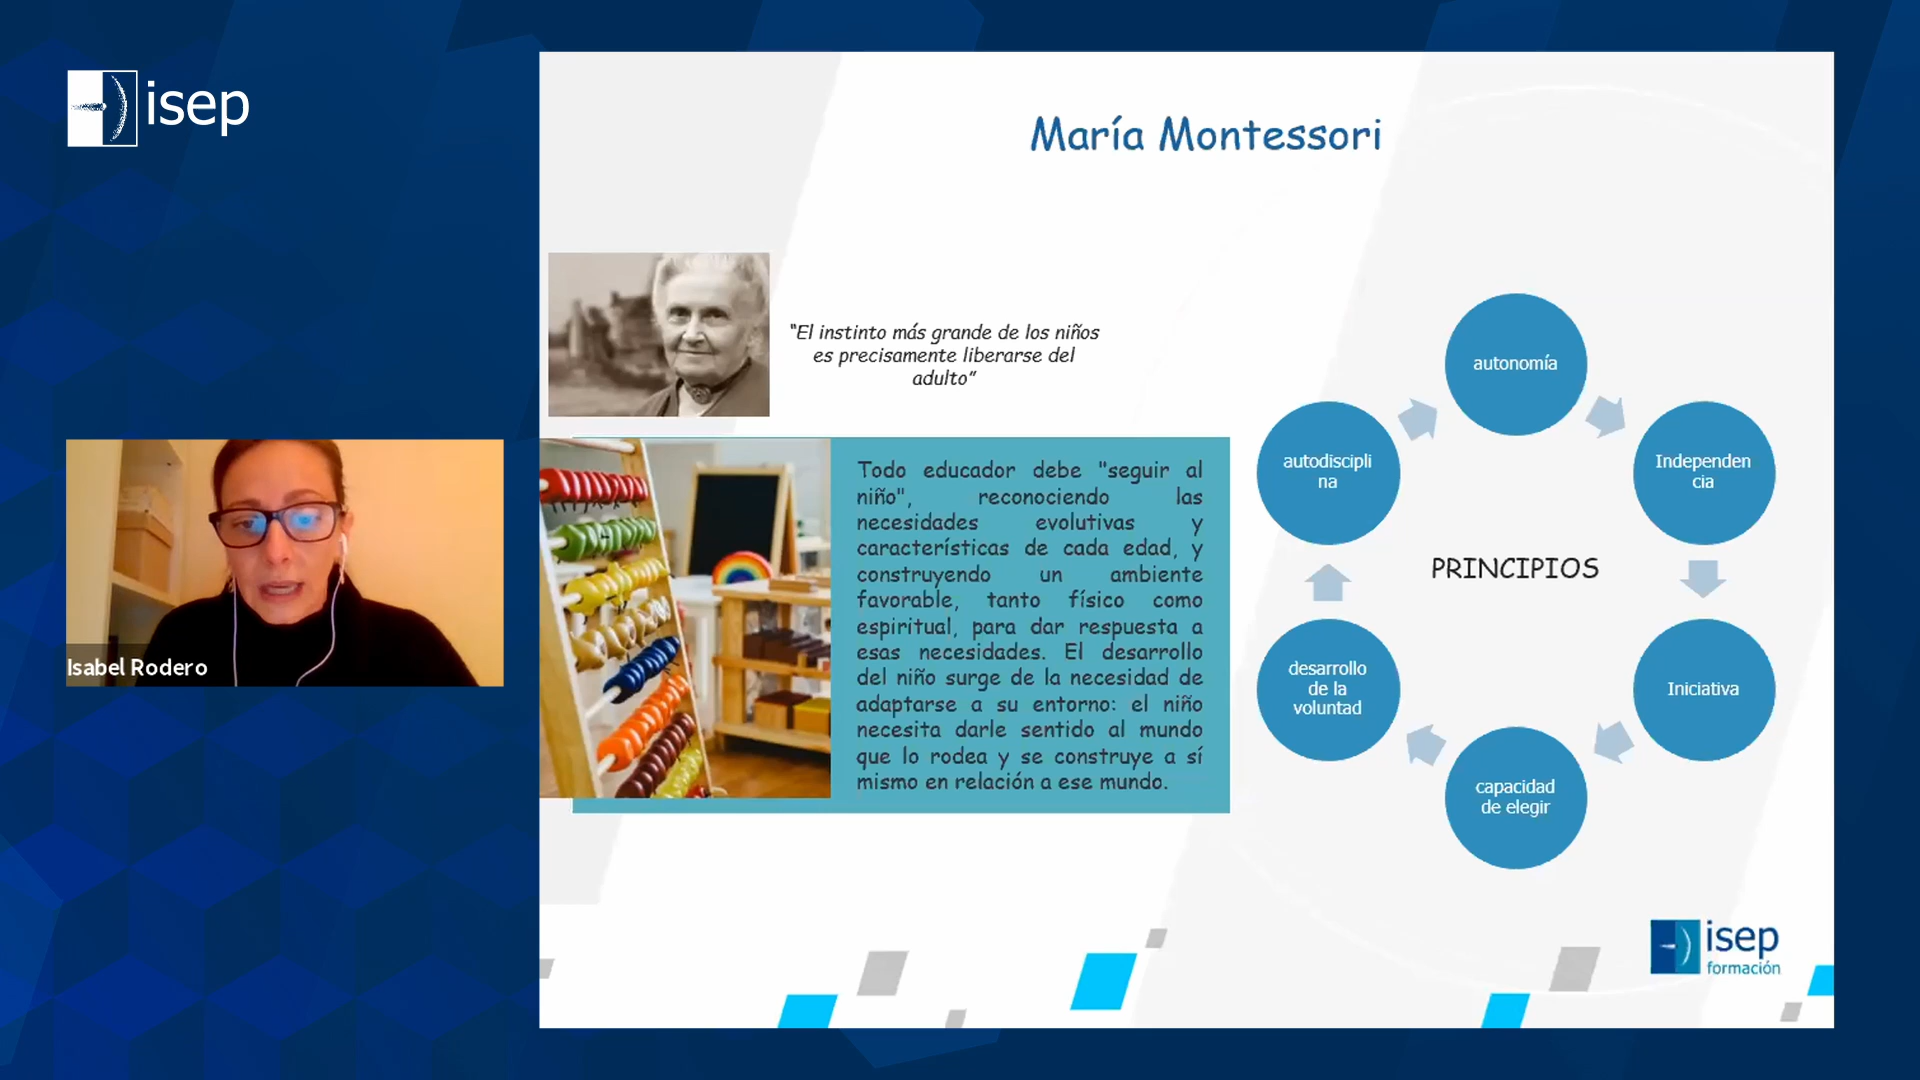 isep
María Montessori
"El instinto más grande de los niños
es precisamente liberarse del
adulto"
Todo educador debe "seguir al
niño", reconociendo las
necesidades evolutivas y
características de cada edad, y
construyendo un ambiente
favorable, tanto físico como
espiritual, para dar respuesta a
esas necesidades. El desarrollo
del niño surge de la necesidad de
adaptarse a su entorno: el niño
necesita darle sentido al mundo
que lo rodea y se construye a sí
mismo en relación a ese mundo.
PRINCIPIOS
autonomía
Independen
cia
Iniciativa
capacidad
de elegir
desarrollo
de la
voluntad
autodiscipli
na
Isabel Rodero
isep
formación